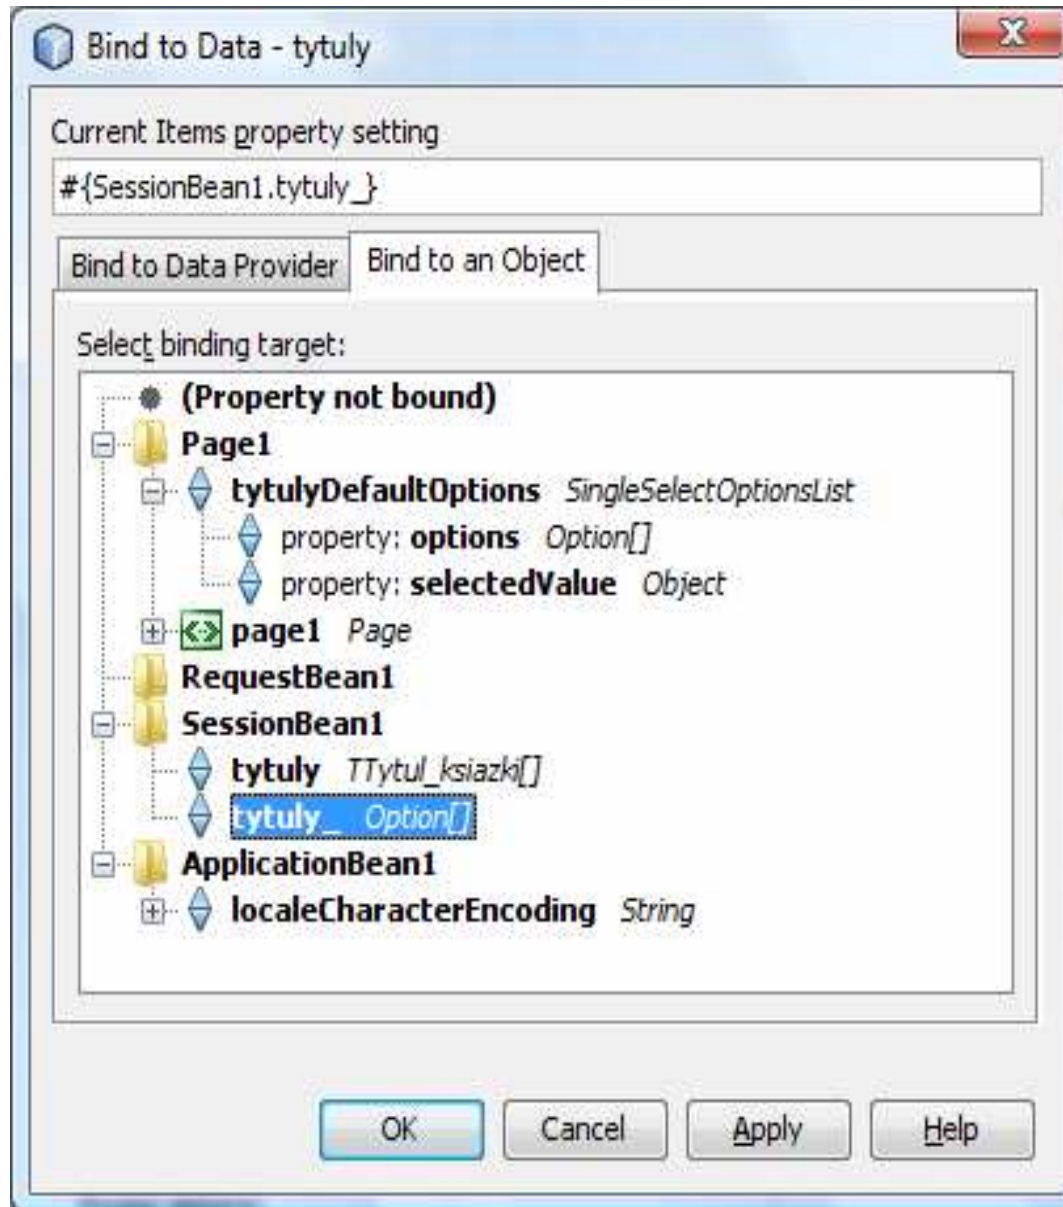 Bind to Data - tytuly
Current Items property setting
#{SessionBean1.tytuly_}
Bind to Data Provider
Bind to an Object
Select binding target:
(Property not bound)
Page1
tytulyDefaultOptions SingleSelectOptionsList
property: options Option[]
property: selectedValue Object
page1 Page
RequestBean1
SessionBean1
tytuly TTytul_ksiazki[]
tytuly_ Option[]
ApplicationBean1
localeCharacterEncoding String
OK Cancel Apply Help